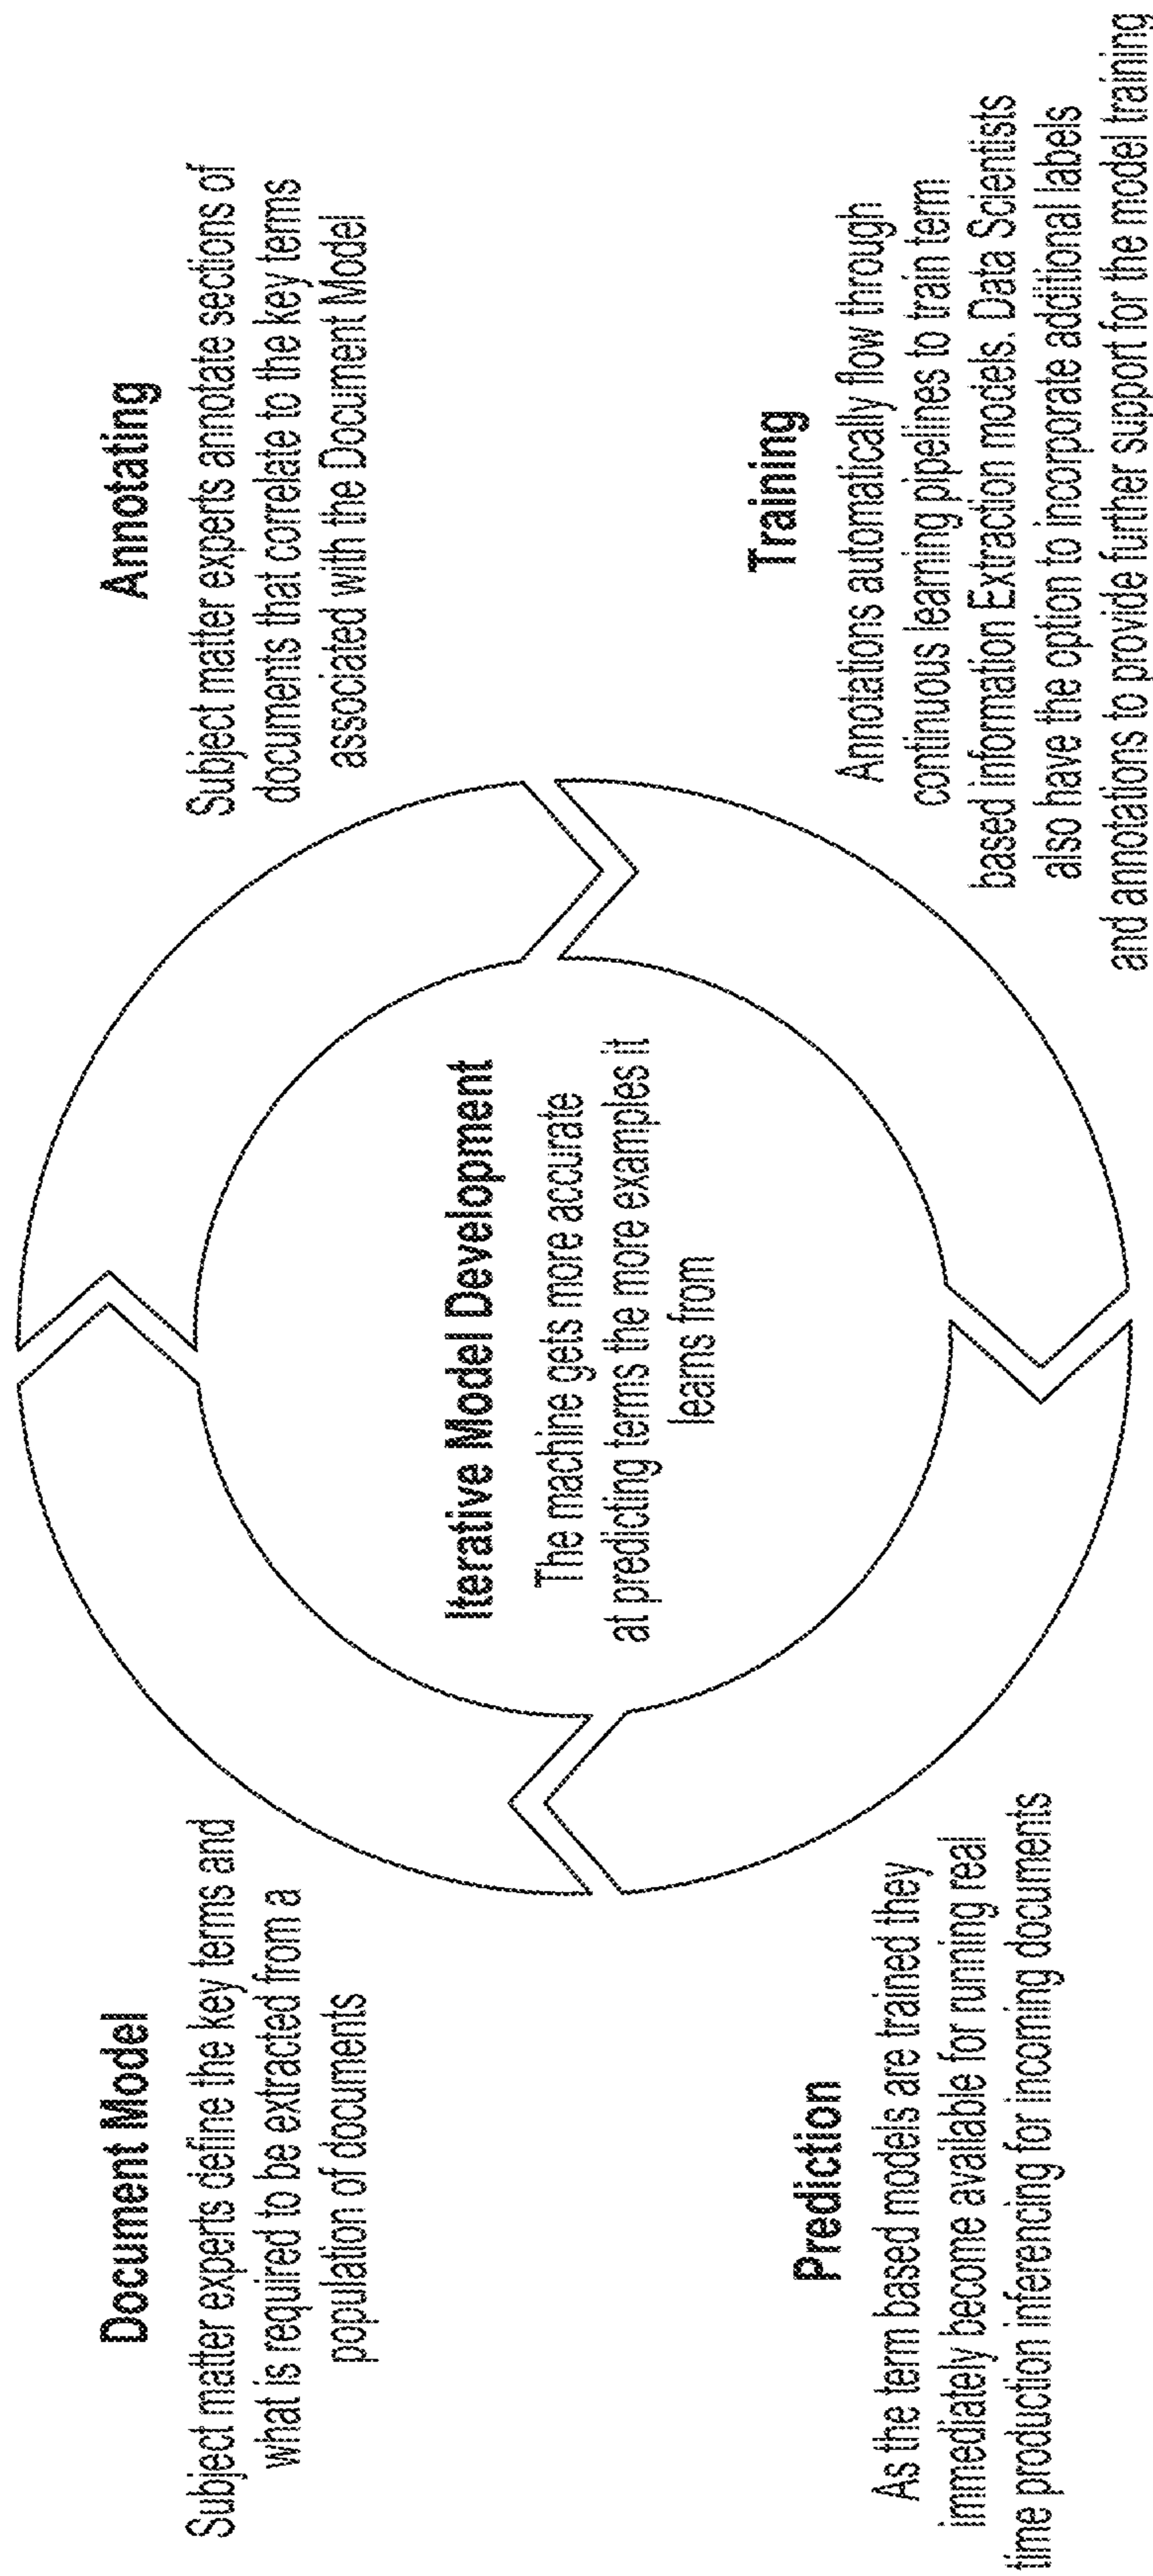 Document Model
Subject matter experts define the key terms and
what is required to be extracted from a
population of documents
Annotating
Subject matter experts annotate sections of
documents that correlate to the key terms
associated with the Document Model
Iterative Model Development
The machine gets more accurate
at predicting terms the more examples it
learns from
Prediction
As the term based models are trained they
immediately become available for running real
time production inferencing for incoming documents
Training
Annotations automatically flow through
continuous learning pipelines to train term
based information Extraction models. Data Scientists
also have the option to incorporate additional labels
and annotations to provide further support for the model training